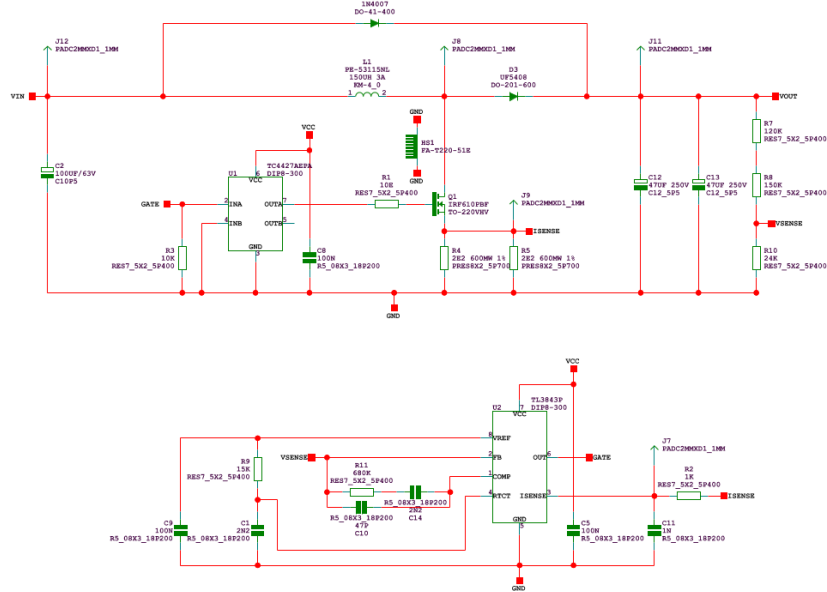 1N4007
DO-41-400
J12
PADC2MMXD1_1MM
J8
PADC2MMXD1_1MM
J11
PADC2MMXD1_1MM
L1
PE-53115NL
150UH 3A
KM-4_0
1
2
D3
UF5408
DO-201-600
VIN
VOUT
GND
VCC
HS1
FA-T220-51E
GND
R7
120K
RES7_5X2_5P400
C2
100UF/63V
C10P5
U1
TC4427AEPA
DIP8-300
6
VCC
GATE
2
INA
OUTA
7
4
INB
OUTB
5
GND
3
R1
10E
RES7_5X2_5P400
Q1
IRF610PBF
TO-220VNV
J9
PADC2MMXD1_1MM
ISENSE
C12
47UF 250V
C12_5P5
C13
47UF 250V
C12_5P5
R8
150K
RES7_5X2_5P400
VSENSE
R3
10K
RES7_5X2_5P400
C8
100N
R5_08X3_18P200
R4
2E2 600MW 1%
PRES8X2_5P700
R5
2E2 600MW 1%
PRES8X2_5P700
R10
24K
RES7_5X2_5P400
GND
VCC
U2
TL3843P
DIP8-300
7
VCC
8
VREF
2
FB
OUT
6
GATE
1
COMP
4
RTCT
ISENSE
3
GND
5
VSENSE
R9
15K
RES7_5X2_5P400
R11
680K
RES7_5X2_5P400
R5_08X3_18P200
2N2
C14
R5_08X3_18P200
47P
C10
J7
PADC2MMXD1_1MM
R2
1K
RES7_5X2_5P400
ISENSE
C9
100N
R5_08X3_18P200
C1
2N2
R5_08X3_18P200
C5
100N
R5_08X3_18P200
C11
1N
R5_08X3_18P200
GND